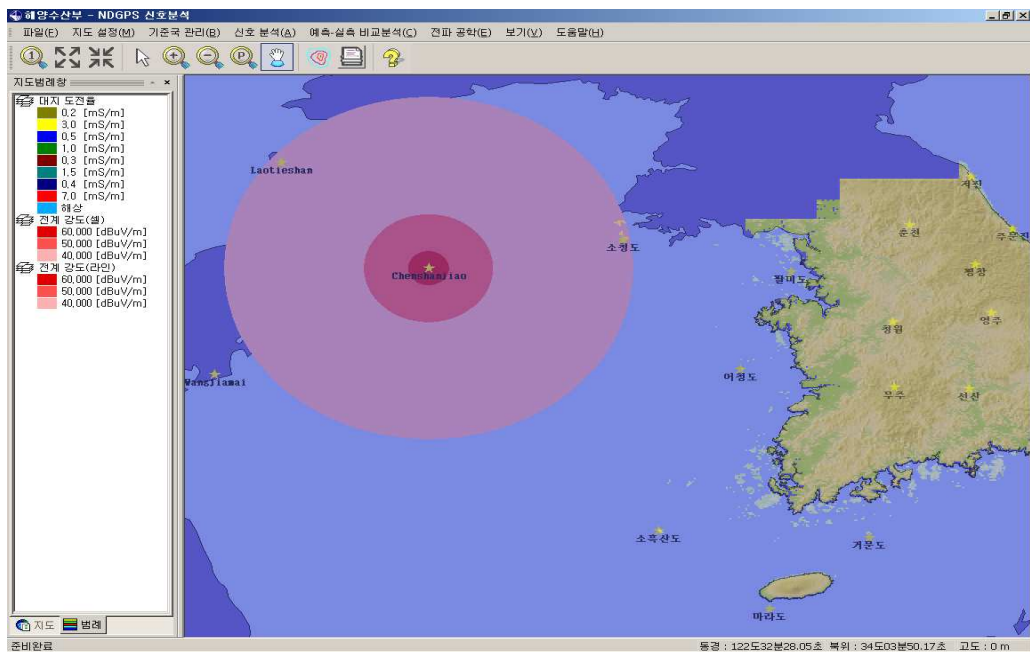 해양수산부 - NDGPS 신호분석
파일(F) 지도 설정(M) 기준국 관리(B) 신호 분석(A) 예측-실측 비교분석(C) 전파 공학(E) 보기(V) 도움말(H)
지도범례창
대지 도전율
0,2 [mS/m]
3,0 [mS/m]
0,5 [mS/m]
1,0 [mS/m]
0,3 [mS/m]
1,5 [mS/m]
0,4 [mS/m]
7,0 [mS/m]
해상
전계 강도(셀)
60,000 [dBuV/m]
50,000 [dBuV/m]
40,000 [dBuV/m]
전계 강도(라인)
60,000 [dBuV/m]
50,000 [dBuV/m]
40,000 [dBuV/m]
지도 범례
Laotieshan
저진
춘천
주문진
소청도
Chenshanjiao
팔미도
평창
영주
청원
어청도
Wangjiamai
무주
선산
소흑산도
거문도
마라도
준비완료
동경 : 122도32분28.05초 북위 : 34도03분50.17초 고도 : 0 m